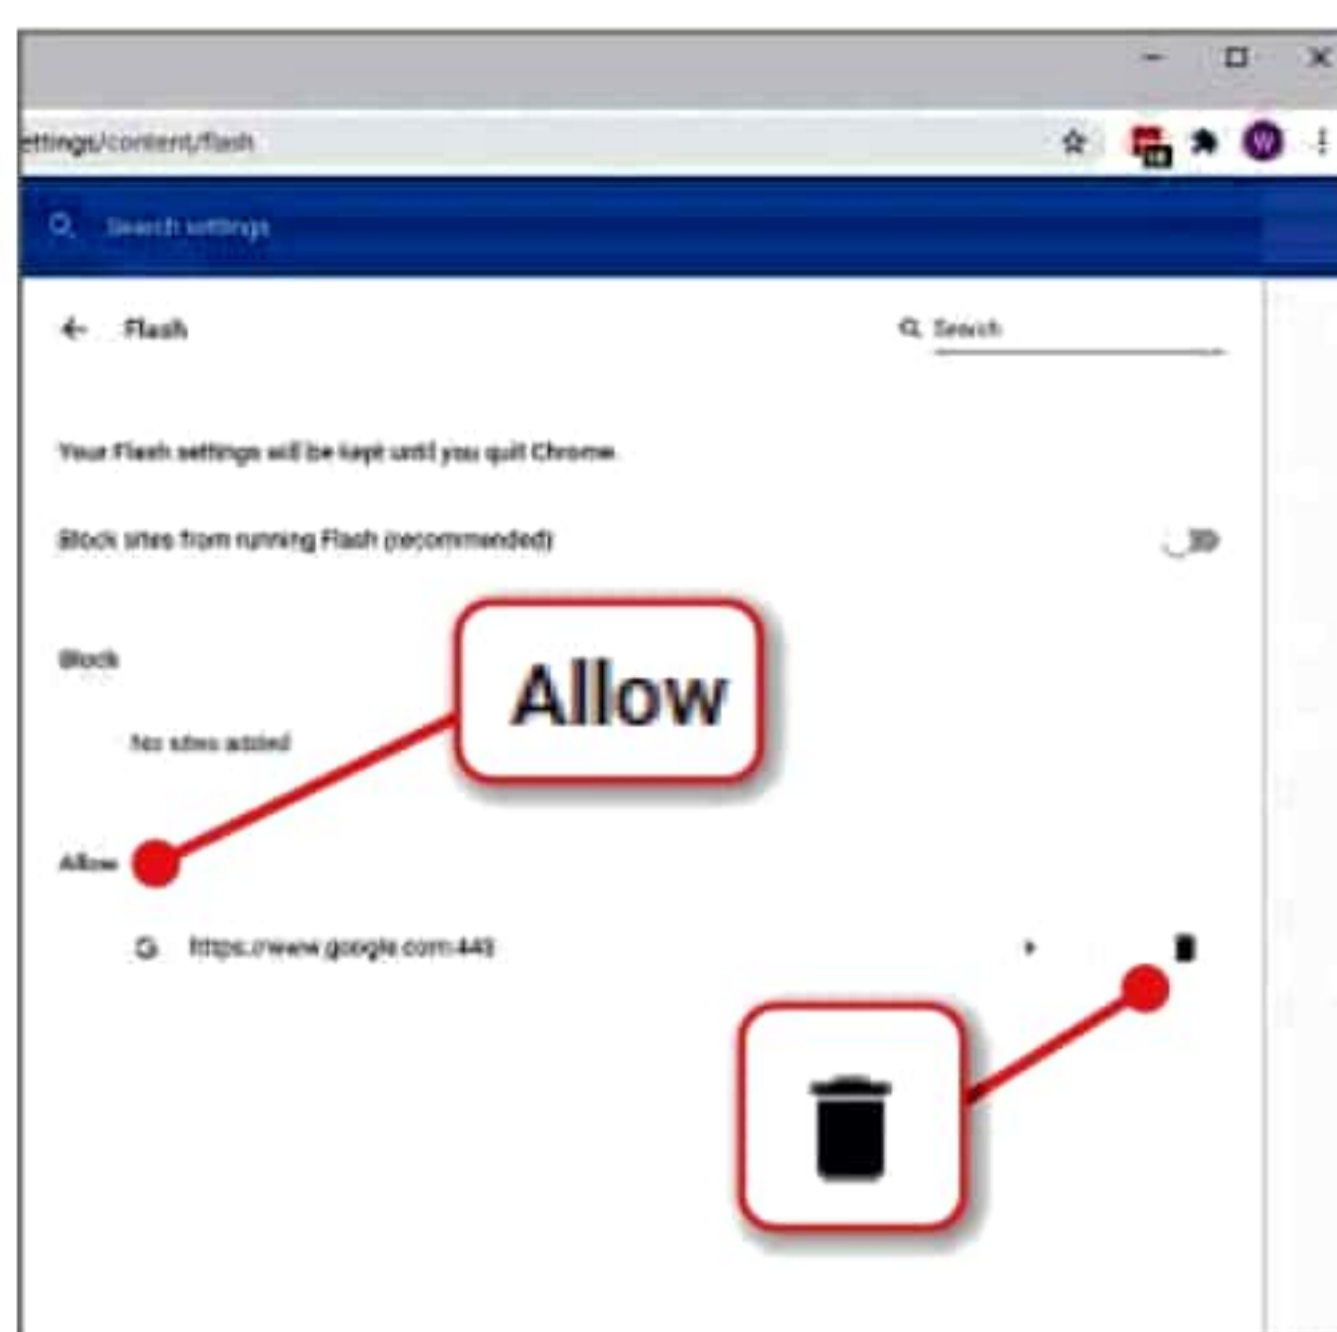 ettings/content/flash
W
Search settings
Flash
Search
Your Flash settings will be kept until you quit Chrome.
Block sites from running Flash (recommended)
Block
Allow
No sites added
Allow
https://www.google.com:443